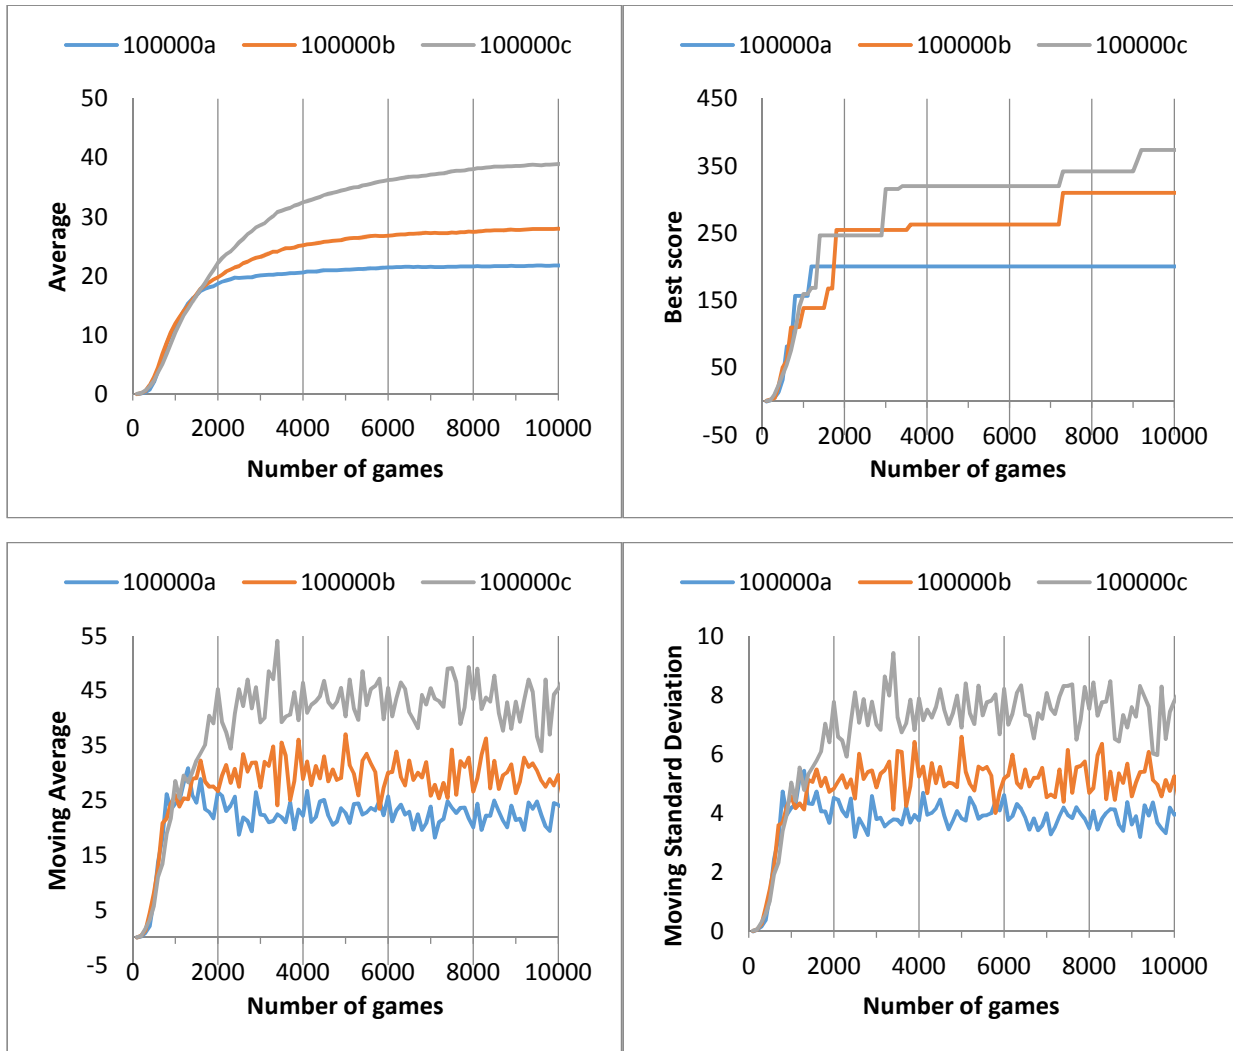 100000a 100000b 100000c
50
40
30
20
10
0
Average
0 2000 4000 6000 8000 10000
Number of games
100000a 100000b 100000c
450
350
250
150
50
-50
Best score
0 2000 4000 6000 8000 10000
Number of games
100000a 100000b 100000c
55
45
35
25
15
5
-5
Moving Average
0 2000 4000 6000 8000 10000
Number of games
100000a 100000b 100000c
10
8
6
4
2
0
Moving Standard Deviation
0 2000 4000 6000 8000 10000
Number of games